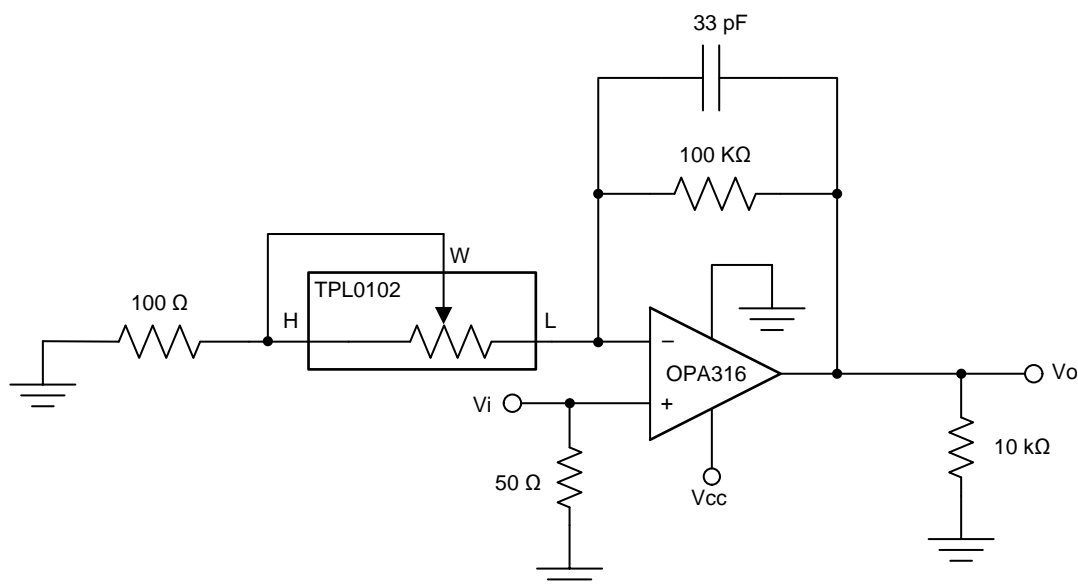 33 pF
100 KΩ
W
TPL0102
100 Ω
H
L
−
OPA316
Vo
Vi
+
10 kΩ
50 Ω
Vcc